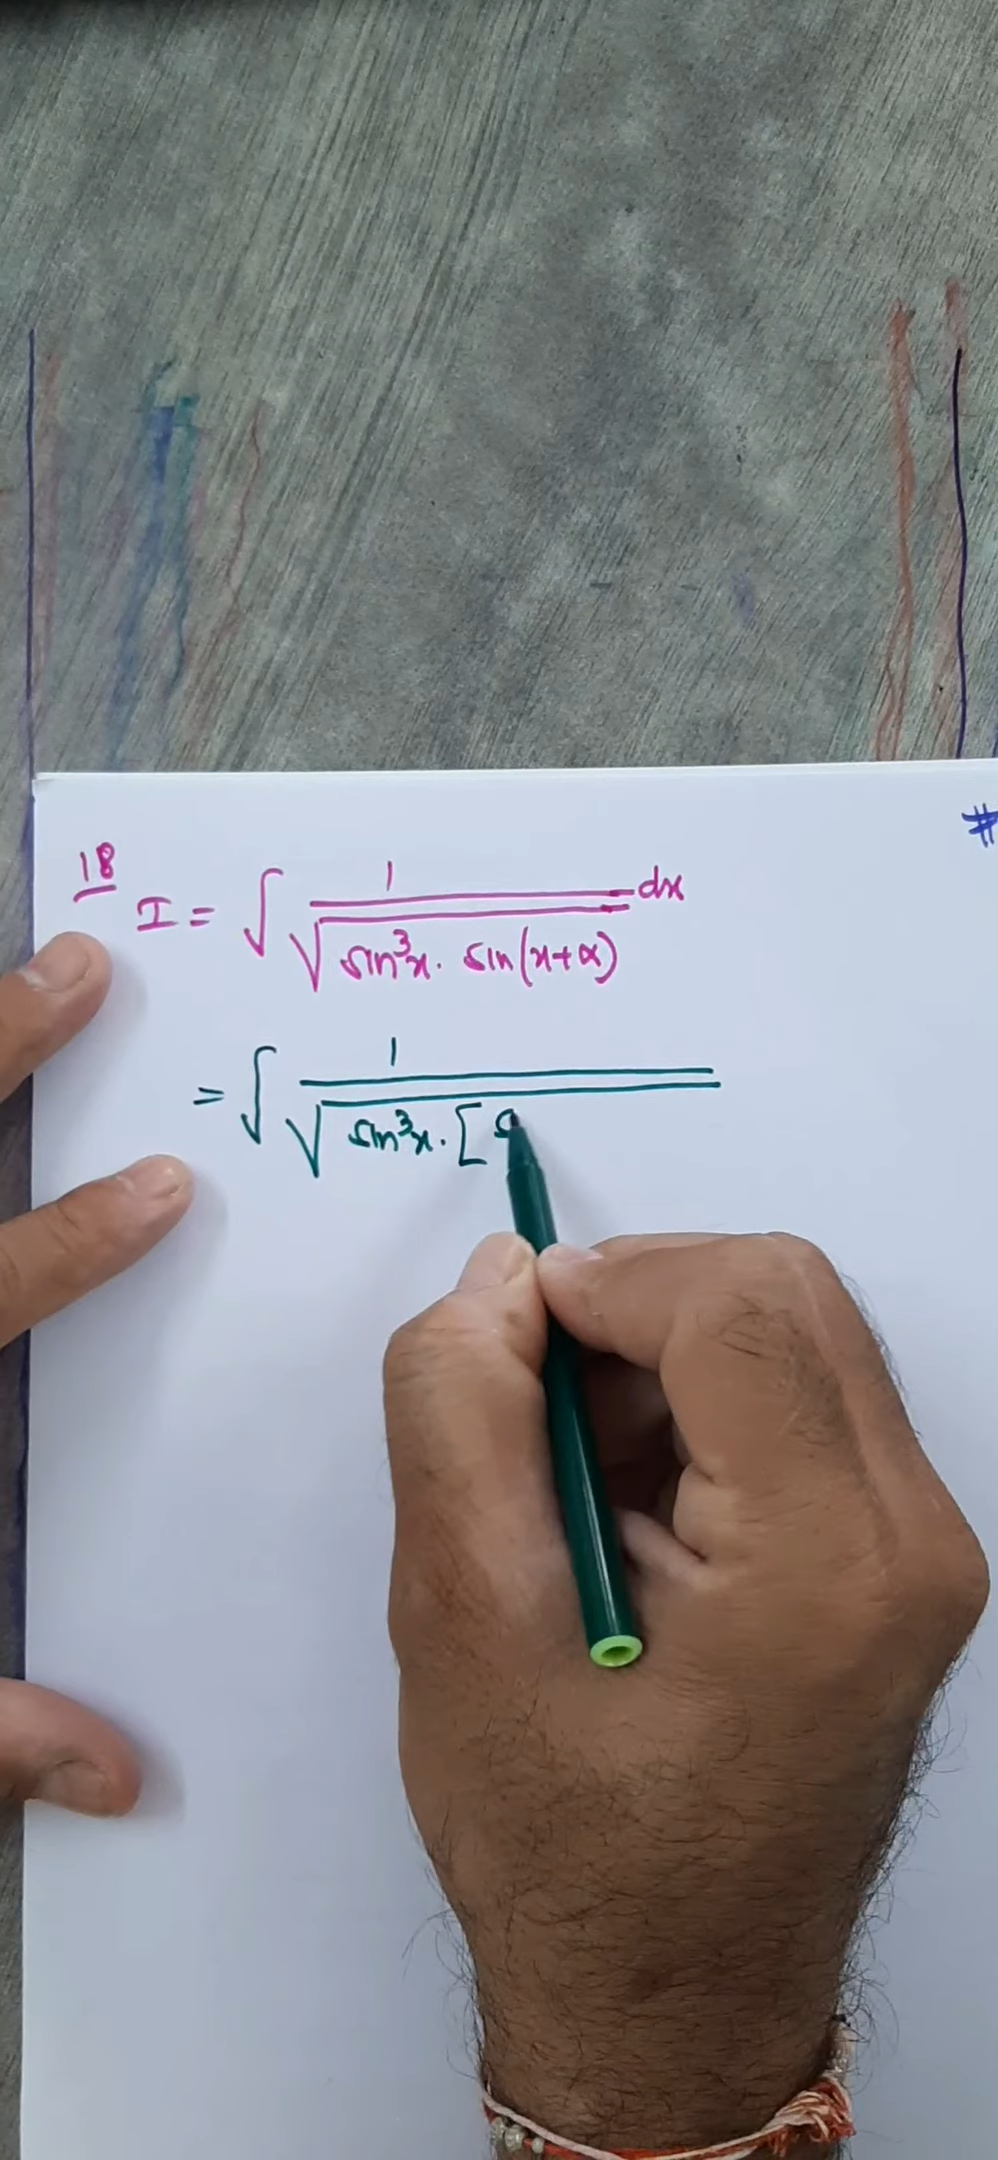 18
I = ∫ 1/√(sin³x. sin(x+α)) dx
#
= ∫ 1/√(sin³x. [ s